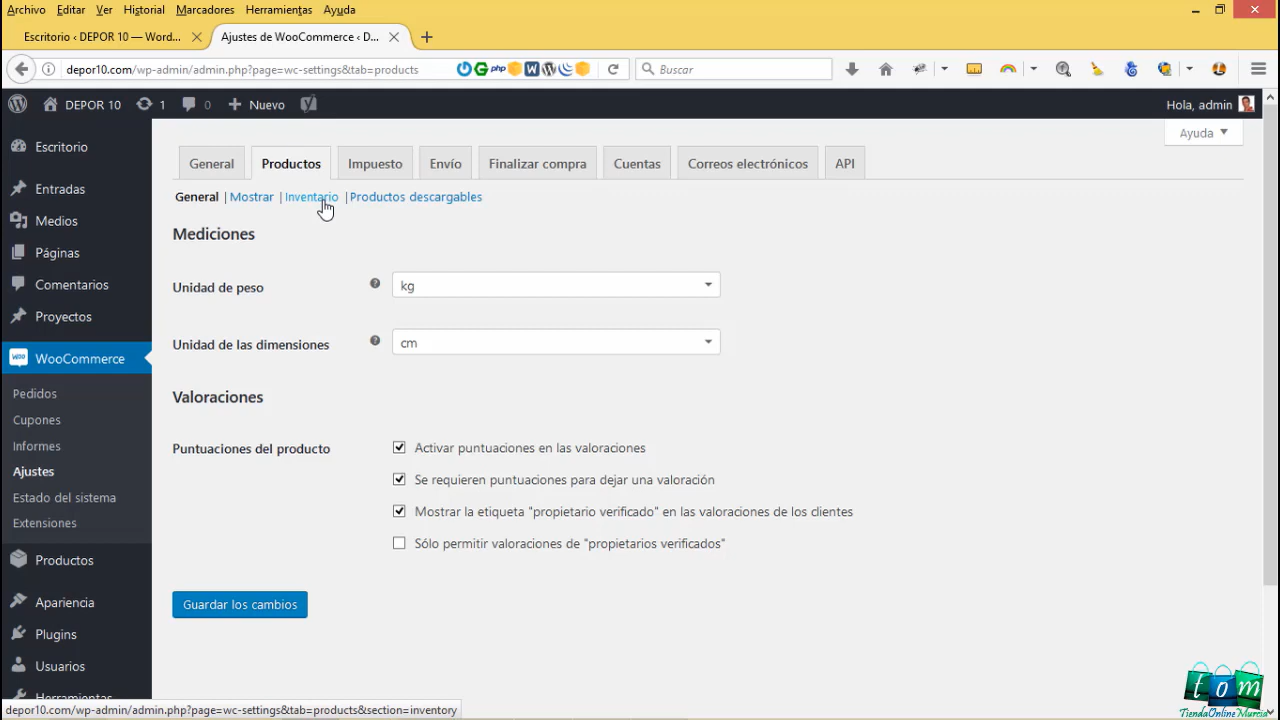 Archivo Editar Ver Historial Marcadores Herramientas Ayuda
Escritorio ‹ DEPOR 10 — Word...
Ajustes de WooCommerce ‹ D...
depor10.com/wp-admin/admin.php?page=wc-settings&tab=products
php
Buscar
DEPOR 10
1
0
Nuevo
Hola, admin
Ayuda
Escritorio
Entradas
Medios
Páginas
Comentarios
Proyectos
WooCommerce
Pedidos
Cupones
Informes
Ajustes
Estado del sistema
Extensiones
Productos
Apariencia
Plugins
Usuarios
Herramientas
General Productos Impuesto Envío Finalizar compra Cuentas Correos electrónicos API
General | Mostrar | Inventario | Productos descargables
Mediciones
Unidad de peso
kg
Unidad de las dimensiones
cm
Valoraciones
Puntuaciones del producto
Activar puntuaciones en las valoraciones
Se requieren puntuaciones para dejar una valoración
Mostrar la etiqueta "propietario verificado" en las valoraciones de los clientes
Sólo permitir valoraciones de "propietarios verificados"
Guardar los cambios
depor10.com/wp-admin/admin.php?page=wc-settings&tab=products&section=inventory
tom
TiendaOnlineMurcia